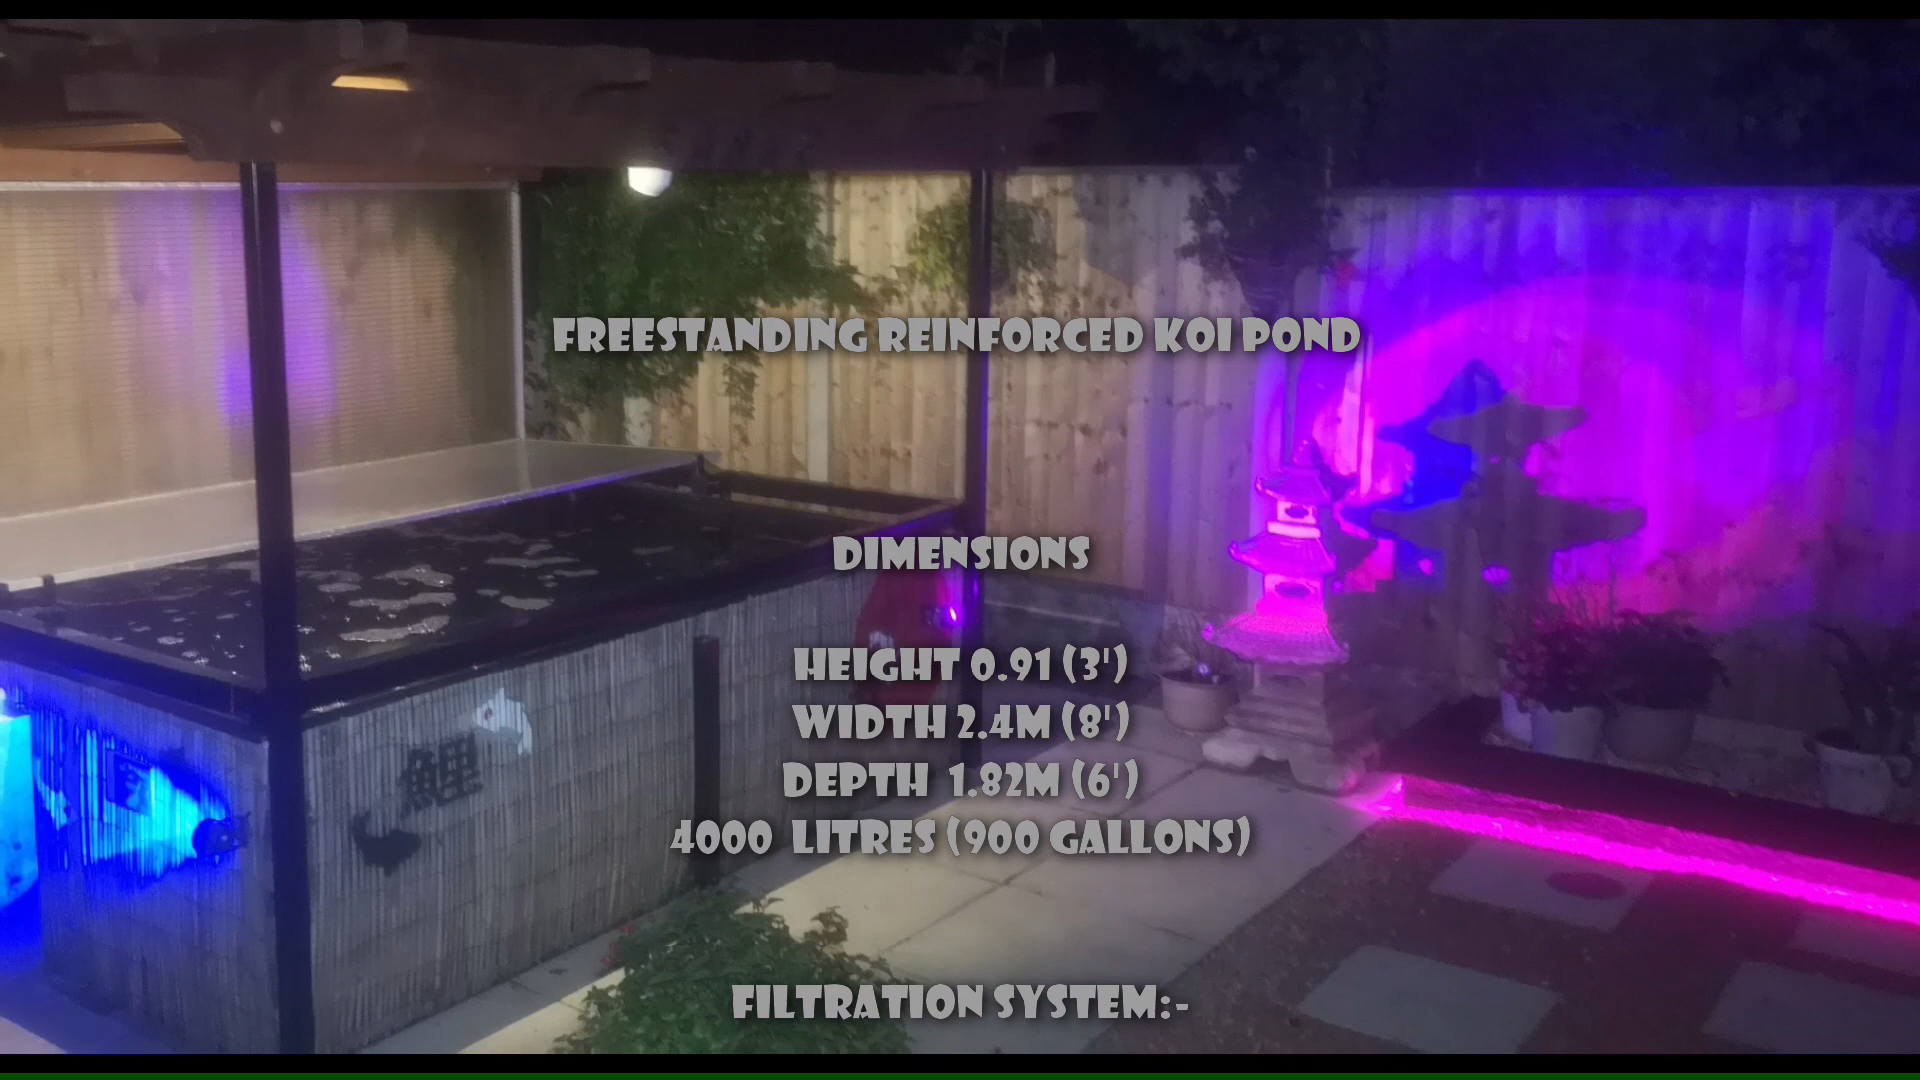 FREESTANDING REINFORCED KOI POND
DIMENSIONS
HEIGHT 0.91 (3')
WIDTH 2.4M (8')
DEPTH 1.82M (6')
4000 LITRES (900 GALLONS)
FILTRATION SYSTEM:-
鯉